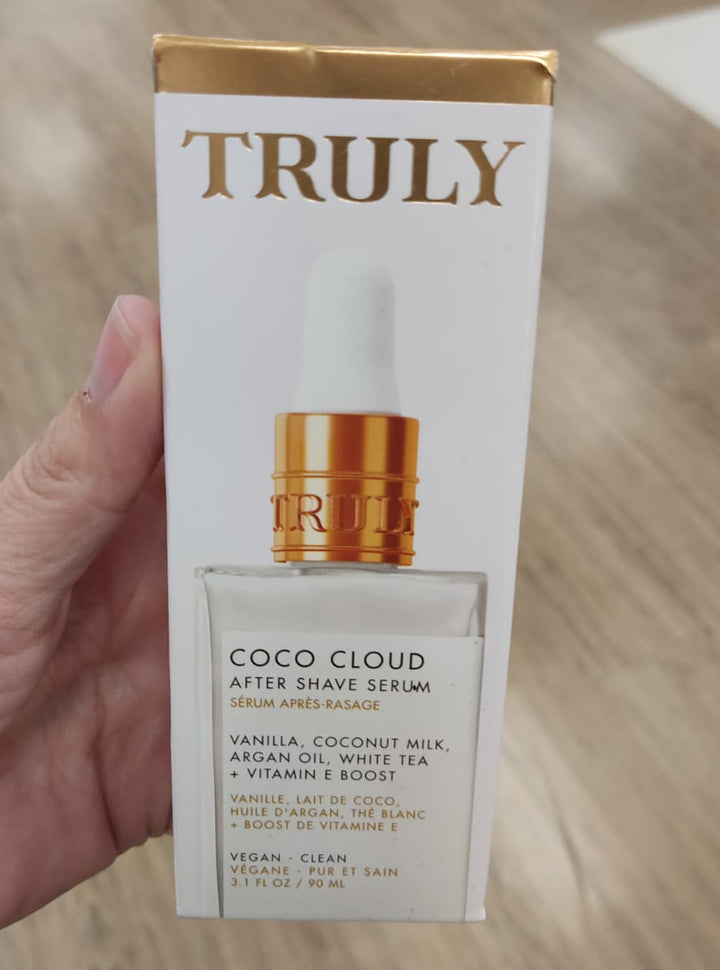 TRULY
TRULY
COCO CLOUD
AFTER SHAVE SERUM
SÉRUM APRÈS-RASAGE
VANILLA, COCONUT MILK,
ARGAN OIL, WHITE TEA
+ VITAMIN E BOOST
VANILLE, LAIT DE COCO,
HUILE D'ARGAN, THÉ BLANC
+ BOOST DE VITAMINE E
VEGAN - CLEAN
VÉGANE - PUR ET SAIN
3.1 FL OZ / 90 ML